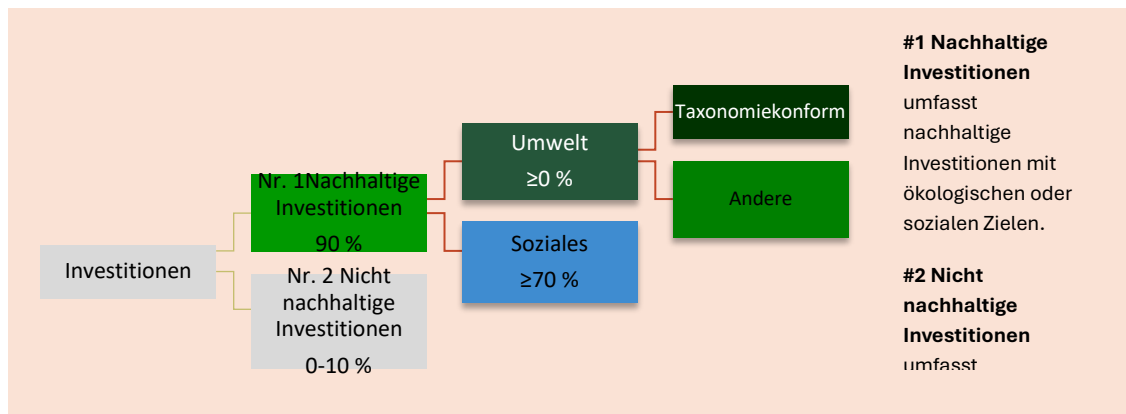 Investitionen
Nr. 1Nachhaltige
Investitionen
90 %
Nr. 2 Nicht
nachhaltige
Investitionen
0-10 %
Umwelt
≥0 %
Soziales
≥70 %
Taxonomiekonform
Andere
#1 Nachhaltige
Investitionen
umfasst
nachhaltige
Investitionen mit
ökologischen oder
sozialen Zielen.
#2 Nicht
nachhaltige
Investitionen
umfasst